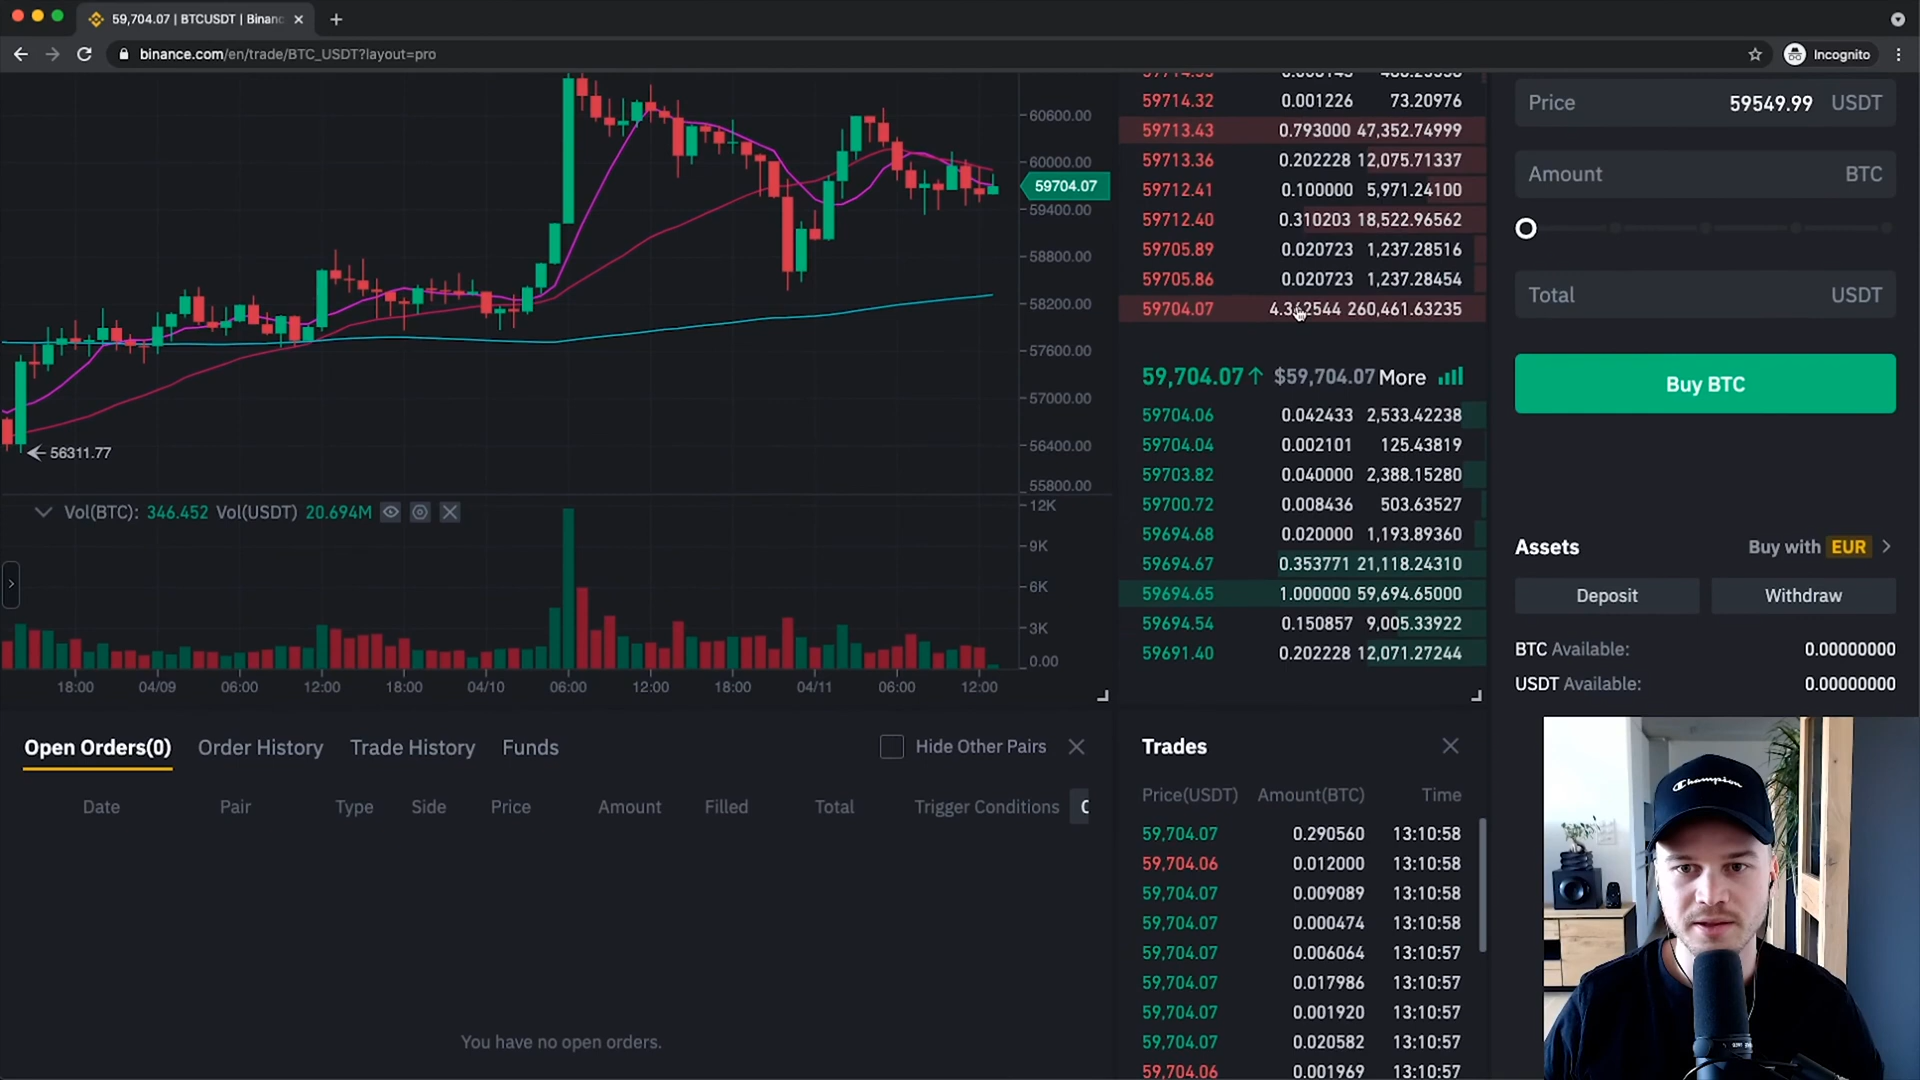 59,704.07 | BTCUSDT | Binanc
binance.com/en/trade/BTC_USDT?layout=pro
Incognito
60600.00
60000.00
59704.07
59400.00
58800.00
58200.00
57600.00
57000.00
56400.00
55800.00
56311.77
Vol(BTC): 346.452 Vol(USDT) 20.694M
12K
9K
6K
3K
0.00
18:00 04/09 06:00 12:00 18:00 04/10 06:00 12:00 18:00 04/11 06:00 12:00
59714.32 0.001226 73.20976
59713.43 0.793000 47,352.74999
59713.36 0.202228 12,075.71337
59712.41 0.100000 5,971.24100
59712.40 0.310203 18,522.96562
59705.89 0.020723 1,237.28516
59705.86 0.020723 1,237.28454
59704.07 4.362544 260,461.63235
59,704.07↑ $59,704.07 More
59704.06 0.042433 2,533.42238
59704.04 0.002101 125.43819
59703.82 0.040000 2,388.15280
59700.72 0.008436 503.63527
59694.68 0.020000 1,193.89360
59694.67 0.353771 21,118.24310
59694.65 1.000000 59,694.65000
59694.54 0.150857 9,005.33922
59691.40 0.202228 12,071.27244
Price 59549.99 USDT
Amount BTC
Total USDT
Buy BTC
Assets Buy with EUR
Deposit Withdraw
BTC Available: 0.00000000
USDT Available: 0.00000000
Open Orders(0) Order History Trade History Funds Hide Other Pairs
Date Pair Type Side Price Amount Filled Total Trigger Conditions C
You have no open orders.
Trades
Price(USDT) Amount(BTC) Time
59,704.07 0.290560 13:10:58
59,704.06 0.012000 13:10:58
59,704.07 0.009089 13:10:58
59,704.07 0.000474 13:10:58
59,704.07 0.006064 13:10:57
59,704.07 0.017986 13:10:57
59,704.07 0.001920 13:10:57
59,704.07 0.020582 13:10:57
59,704.06 0.001969 13:10:57
Champion